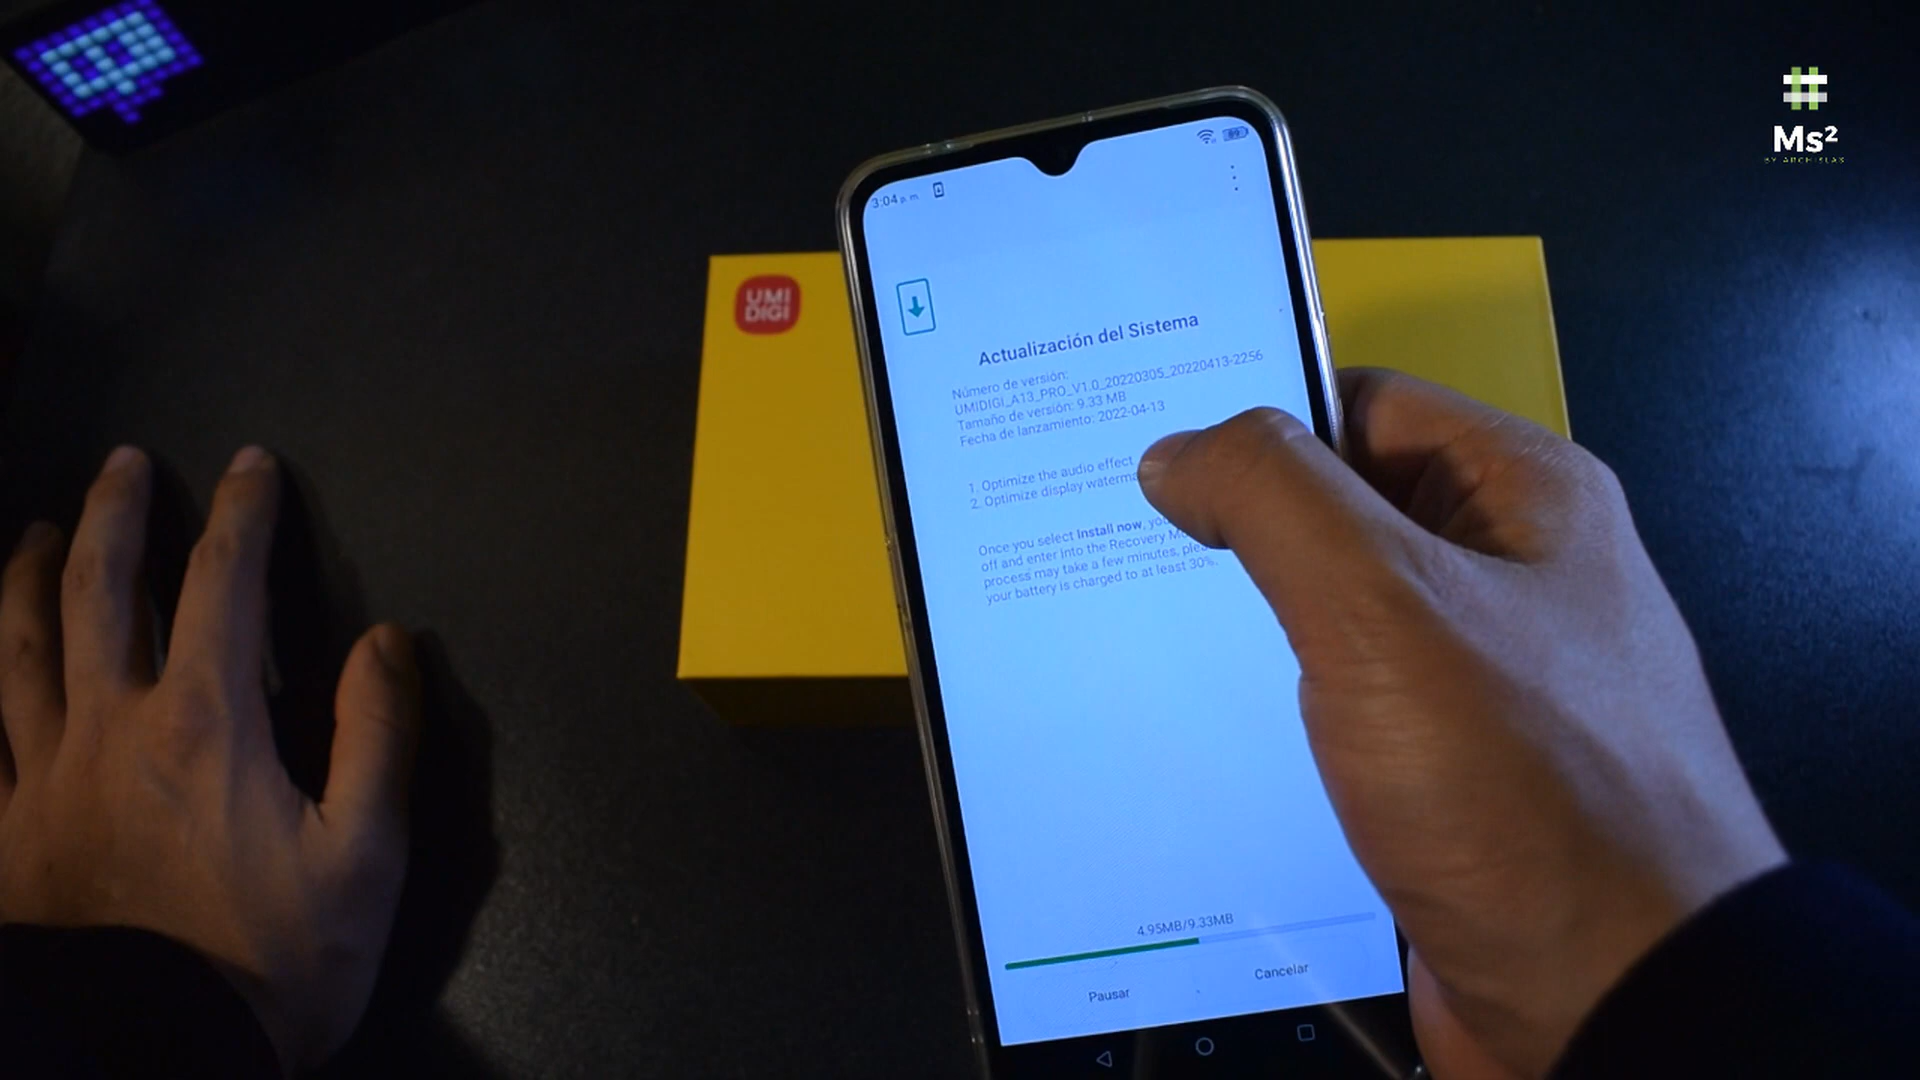 Ms²
BY ARCHISLAS
3:04 p. m.
89
UMI
DIGI
Actualización del Sistema
Número de versión:
UMIDIGI_A13_PRO_V1.0_20220305_20220413-2256
Tamaño de versión: 9.33 MB
Fecha de lanzamiento: 2022-04-13
1. Optimize the audio effect
2. Optimize display
Once you select Install now,
off and enter into the Recovery
process may take a few minutes,
your battery is charged to at least 30%.
4.95MB/9.33MB
Pausar
Cancelar